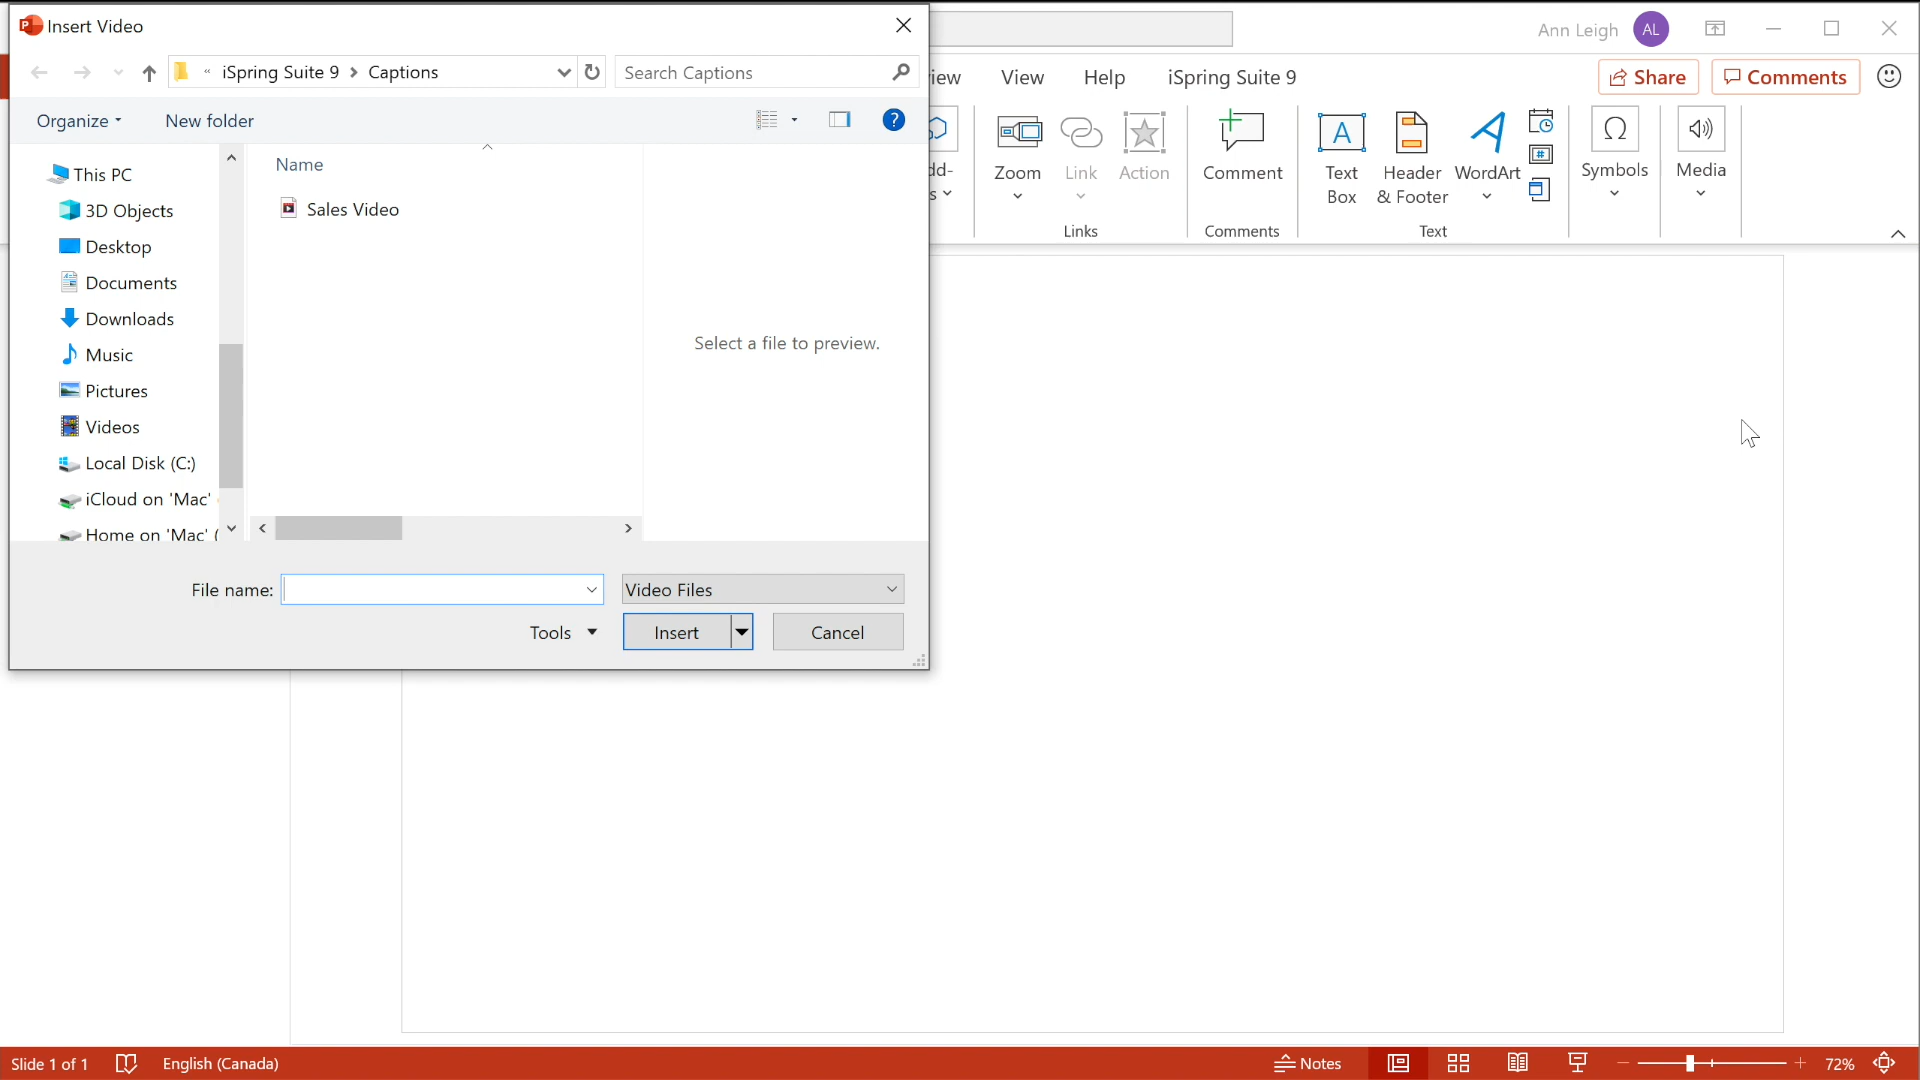 Insert Video
Ann Leigh AL
« iSpring Suite 9 > Captions
Search Captions
View Help iSpring Suite 9
Share Comments
Organize New folder
?
Name
This PC
3D Objects
Desktop
Documents
Downloads
Music
Pictures
Videos
Local Disk (C:)
iCloud on 'Mac'
Home on 'Mac' (
Sales Video
Select a file to preview.
Zoom
Link
Action
Links
Comment
Comments
Text Box
Header & Footer
WordArt
Text
Symbols
Media
File name:
Video Files
Tools Insert Cancel
Slide 1 of 1 English (Canada) Notes 72%